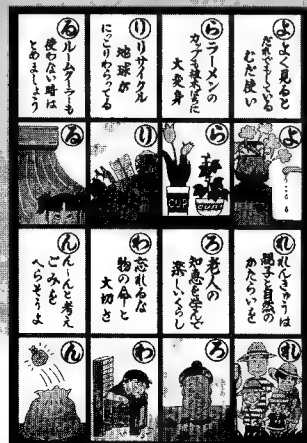 よ
よく見ると
だれでもしている
むだ使い
ら
ラーメンの
カップも植木ばちに
大変身
り
リサイクル
地球が
にっこりわらってる
る
ルームクーラーも
使わない時は
とめましょう
よ
ら
CUP
り
る
れ
れんきゅうは
親子と自然の
かたらいを
ろ
老人の
知恵を学んで
楽しいくらし
わ
忘れるな
物の命と
大切さ
ん
ん〜んと考え
ごみを
へらそうよ
れ
ろ
わ
ん